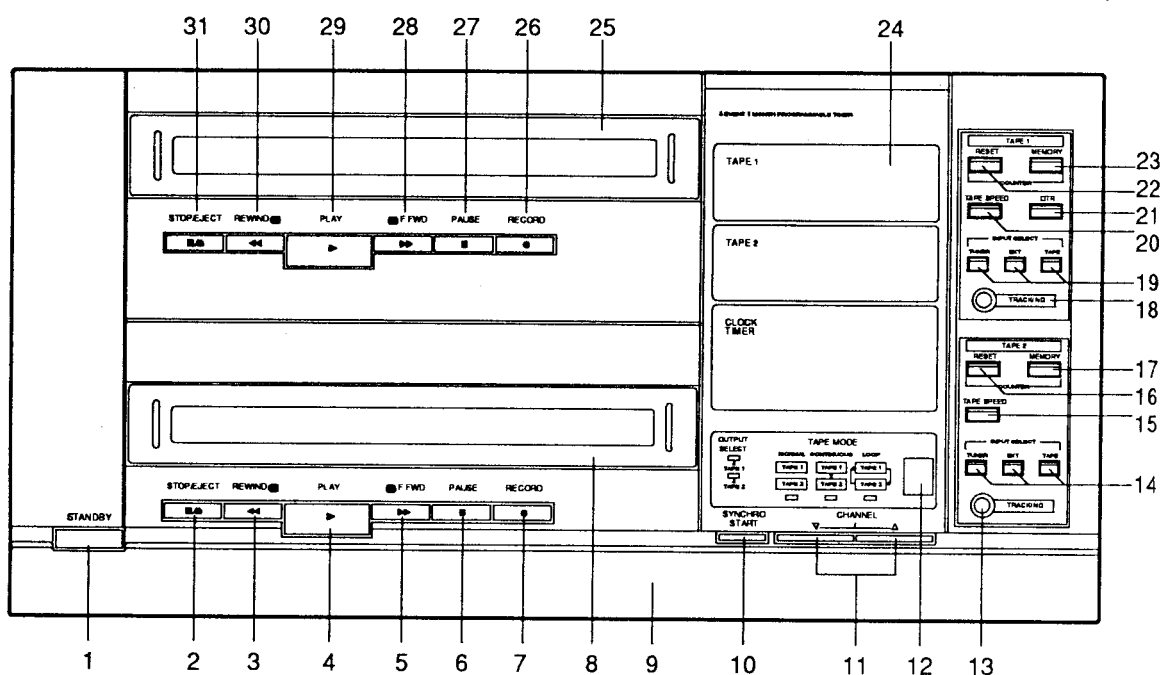 31 30 29 28 27 26 25 24
TAPE 1
STOP/EJECT REWIND PLAY F FWD PAUSE RECORD
TAPE 2
CLOCK
TIMER
TAPE 1
RESET MEMORY 23
COUNTER 22
TAPE SPEED OTR 21
20
INPUT SELECT
TUNER EXT TAPE 19
TRACKING 18
TAPE 2
RESET MEMORY 17
COUNTER 16
TAPE SPEED 15
INPUT SELECT
TUNER EXT TAPE 14
TRACKING
OUTPUT
SELECT
TAPE 1
TAPE 2
TAPE MODE
NORMAL CONTINUOUS LOOP
TAPE 1 TAPE 1 TAPE 1
TAPE 2 TAPE 2 TAPE 2
STOP/EJECT REWIND PLAY F FWD PAUSE RECORD
STANDBY
SYNCHRO
START
CHANNEL
1 2 3 4 5 6 7 8 9 10 11 12 13